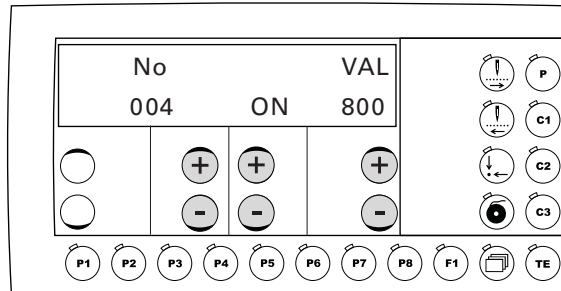 No VAL
004 ON 800
P
C1
+ + + C2
- - - C3
P1 P2 P3 P4 P5 P6 P7 P8 F1 TE